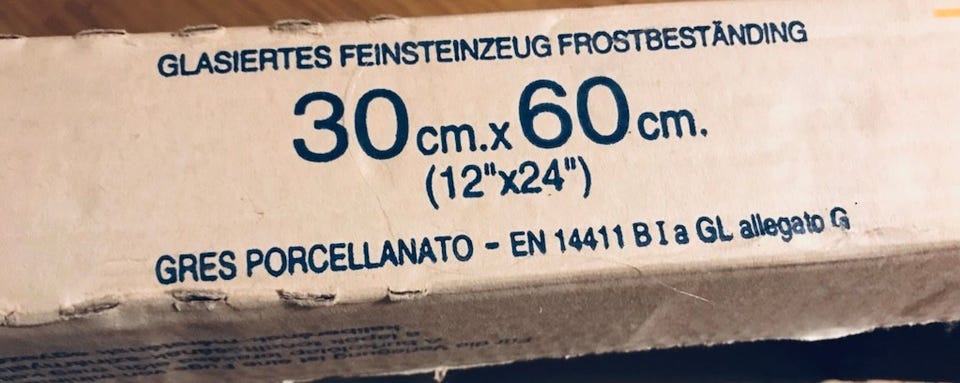 GLASIERTES FEINSTEINZEUG FROSTBESTÄNDING
30cm.x60cm.
(12"x24")
GRES PORCELLANATO - EN 14411 B I a GL allegato G